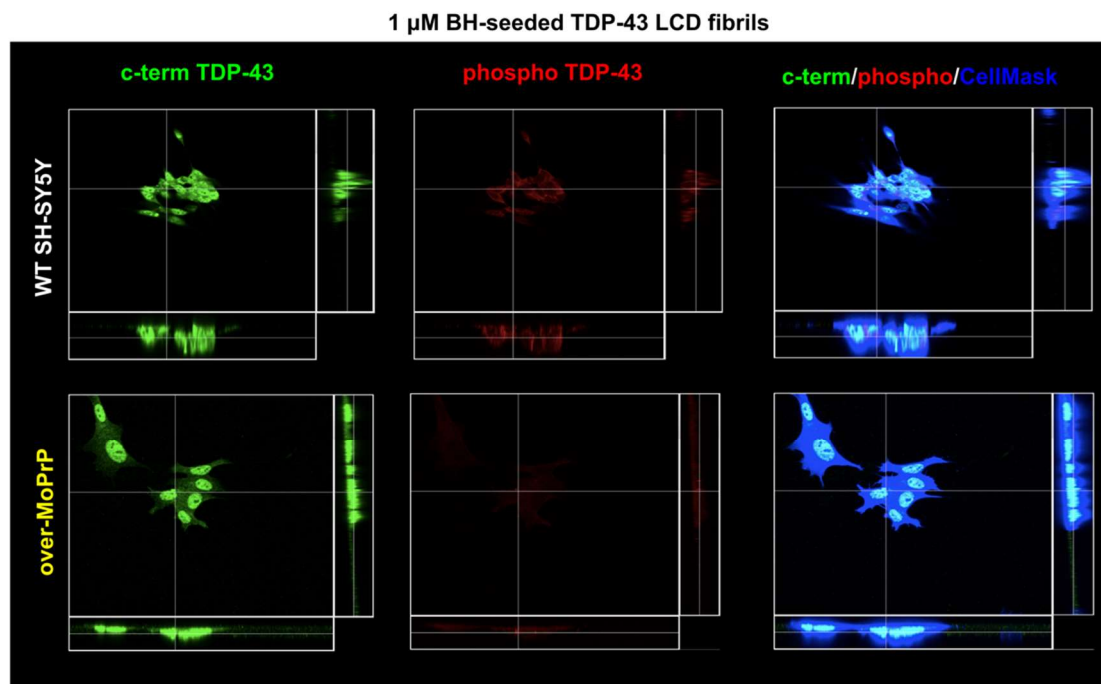 1 µM BH-seeded TDP-43 LCD fibrils
c-term TDP-43
phospho TDP-43
c-term/phospho/CellMask
WT SH-SY5Y
over-MoPrP